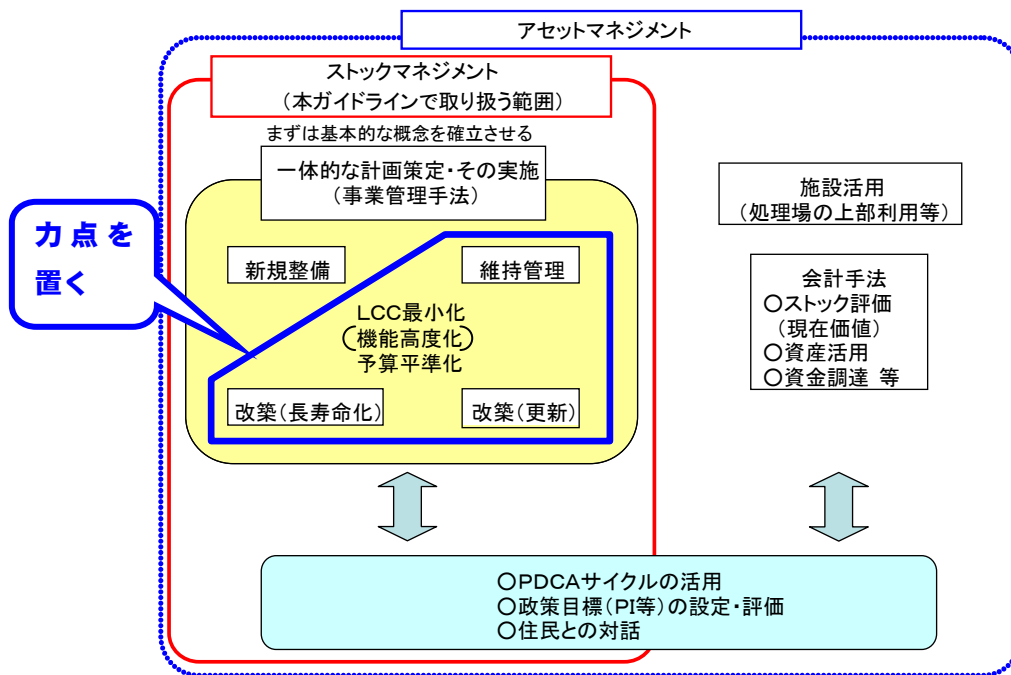 アセットマネジメント
ストックマネジメント
（本ガイドラインで取り扱う範囲）
まずは基本的な概念を確立させる
一体的な計画策定・その実施
（事業管理手法）
力点を
置く
新規整備
維持管理
LCC最小化
（機能高度化）
予算平準化
改築（長寿命化）
改築（更新）
施設活用
（処理場の上部利用等）
会計手法
○ストック評価
（現在価値）
○資産活用
○資金調達 等
○PDCAサイクルの活用
○政策目標（PI等）の設定・評価
○住民との対話